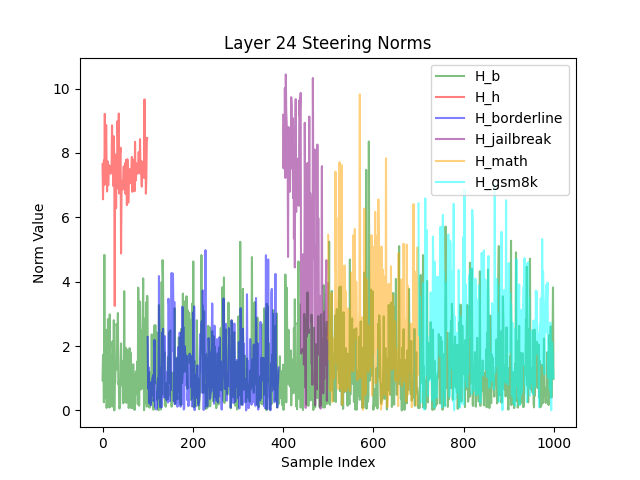 Layer 24 Steering Norms
H_b
H_h
H_borderline
H_jailbreak
H_math
H_gsm8k
Norm Value
10
8
6
4
2
0
0 200 400 600 800 1000
Sample Index